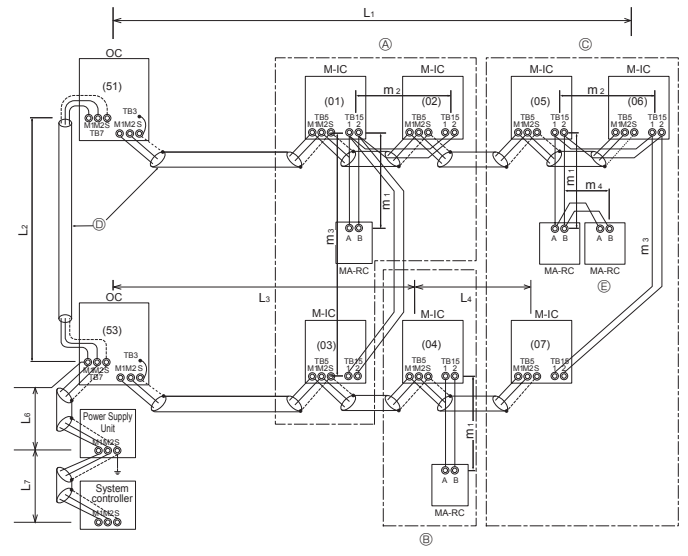 L1
OC
(51)
TB3
M1M2S
TB7
M1M2S
A
M-IC
(01)
TB5
M1M2S
TB15
1 2
m2
M-IC
(02)
TB5
M1M2S
TB15
1 2
C
M-IC
(05)
TB5
M1M2S
TB15
1 2
m2
M-IC
(06)
TB5
M1M2S
TB15
1 2
L2
D
m3
m1
A B
MA-RC
m1
m4
m3
A B
MA-RC
A B
MA-RC
E
L3
L4
OC
(53)
TB3
M1M2S
M1M2S
TB7
M-IC
(03)
TB5
M1M2S
TB15
1 2
M-IC
(04)
TB5
M1M2S
TB15
1 2
M-IC
(07)
TB5
M1M2S
TB15
1 2
L6
Power Supply
Unit
M1M2S
m1
A B
MA-RC
L7
System
controller
M1M2S
B